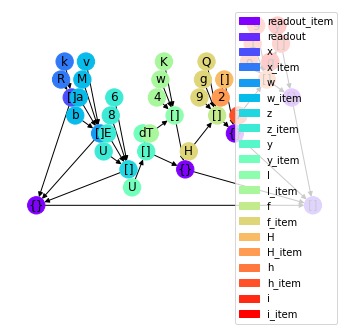 k v K Q
R M w g []
[] a 6 4 9 2
b 8 [] []
[] E dT
U [] H
[] []
U
{}
readout_item
readout
x
x_item
w
w_item
z
z_item
y
y_item
l
l_item
f
f_item
H
H_item
h
h_item
i
i_item